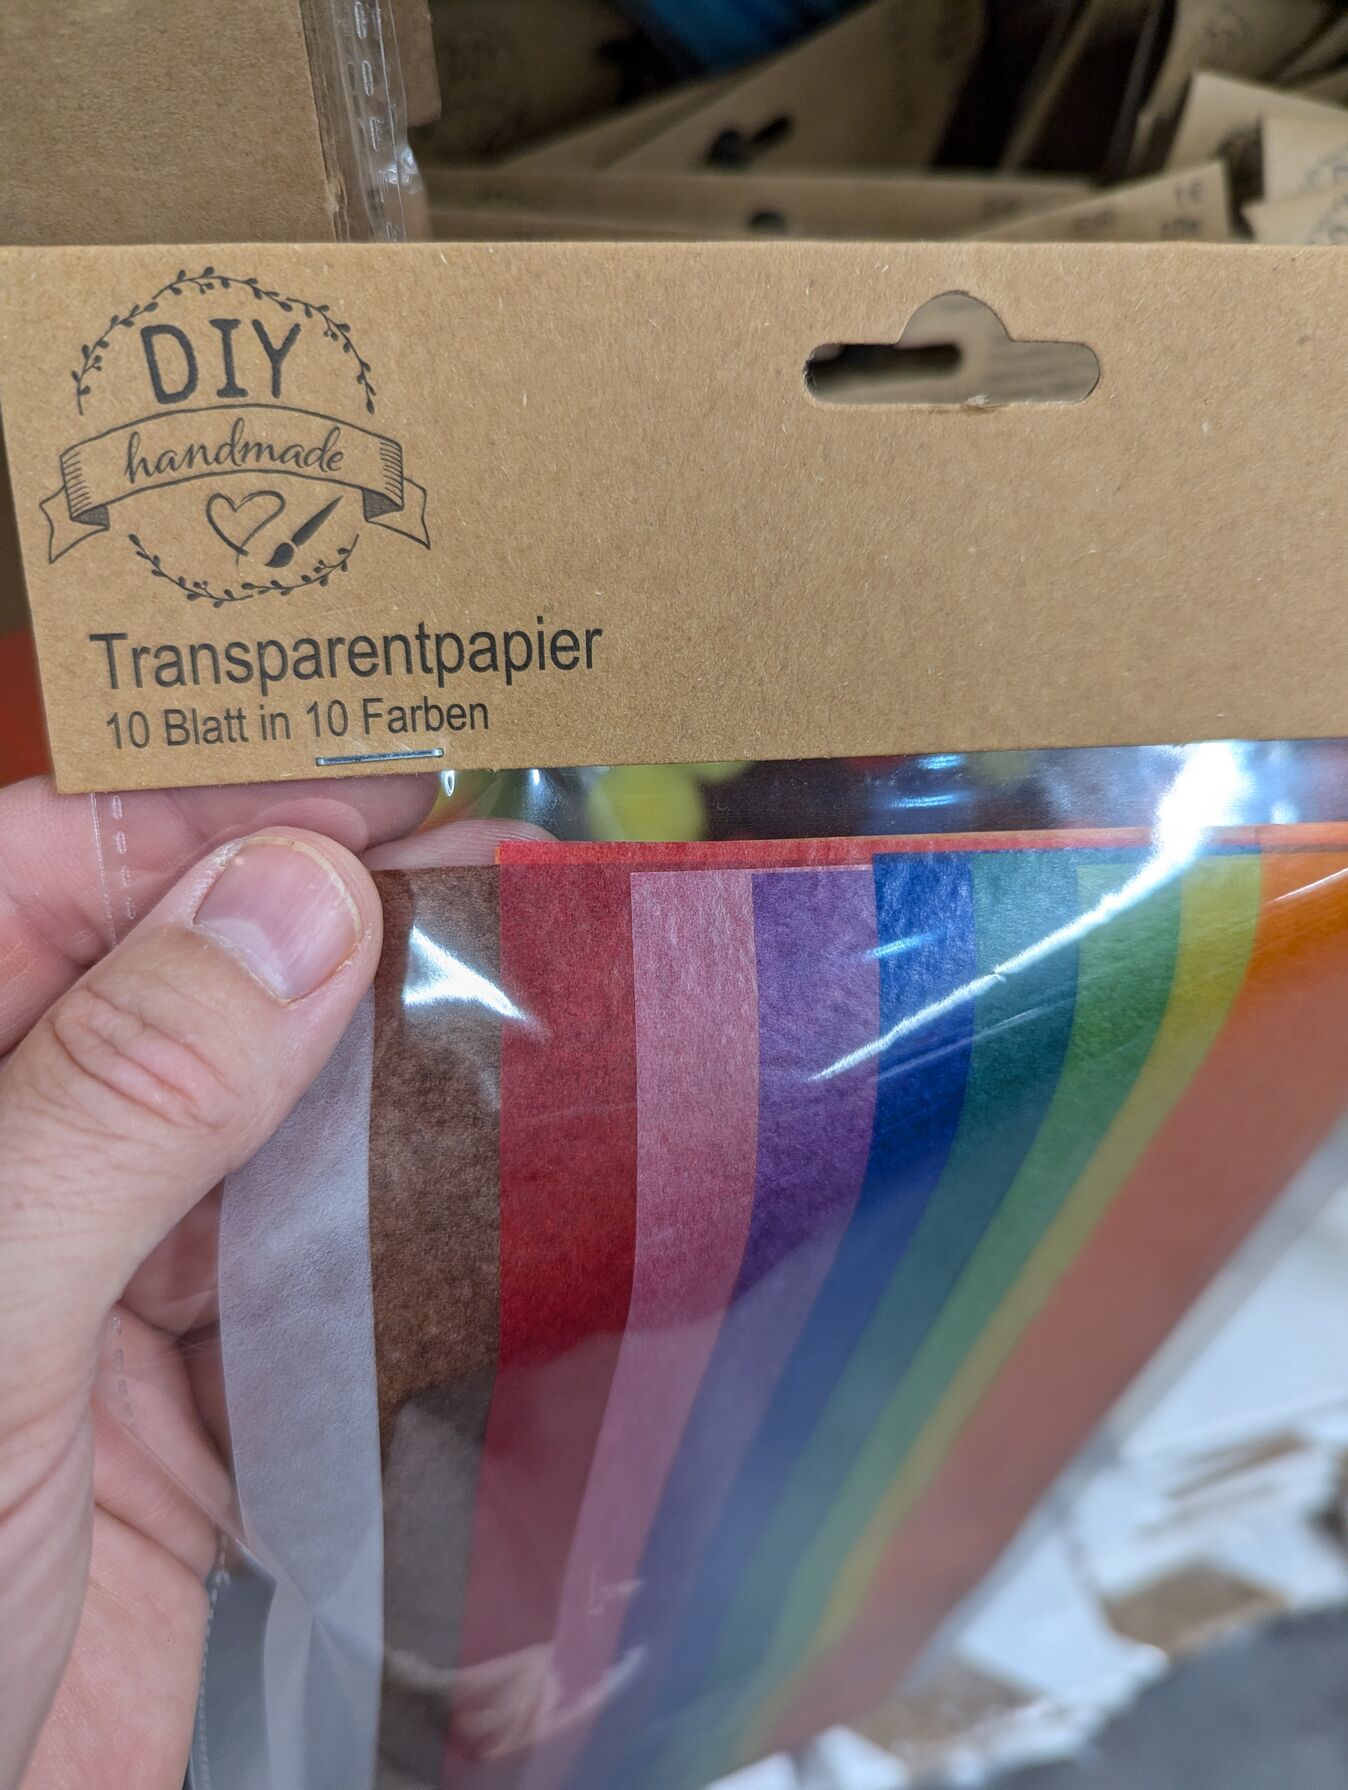 DIY
handmade
Transparentpapier
10 Blatt in 10 Farben